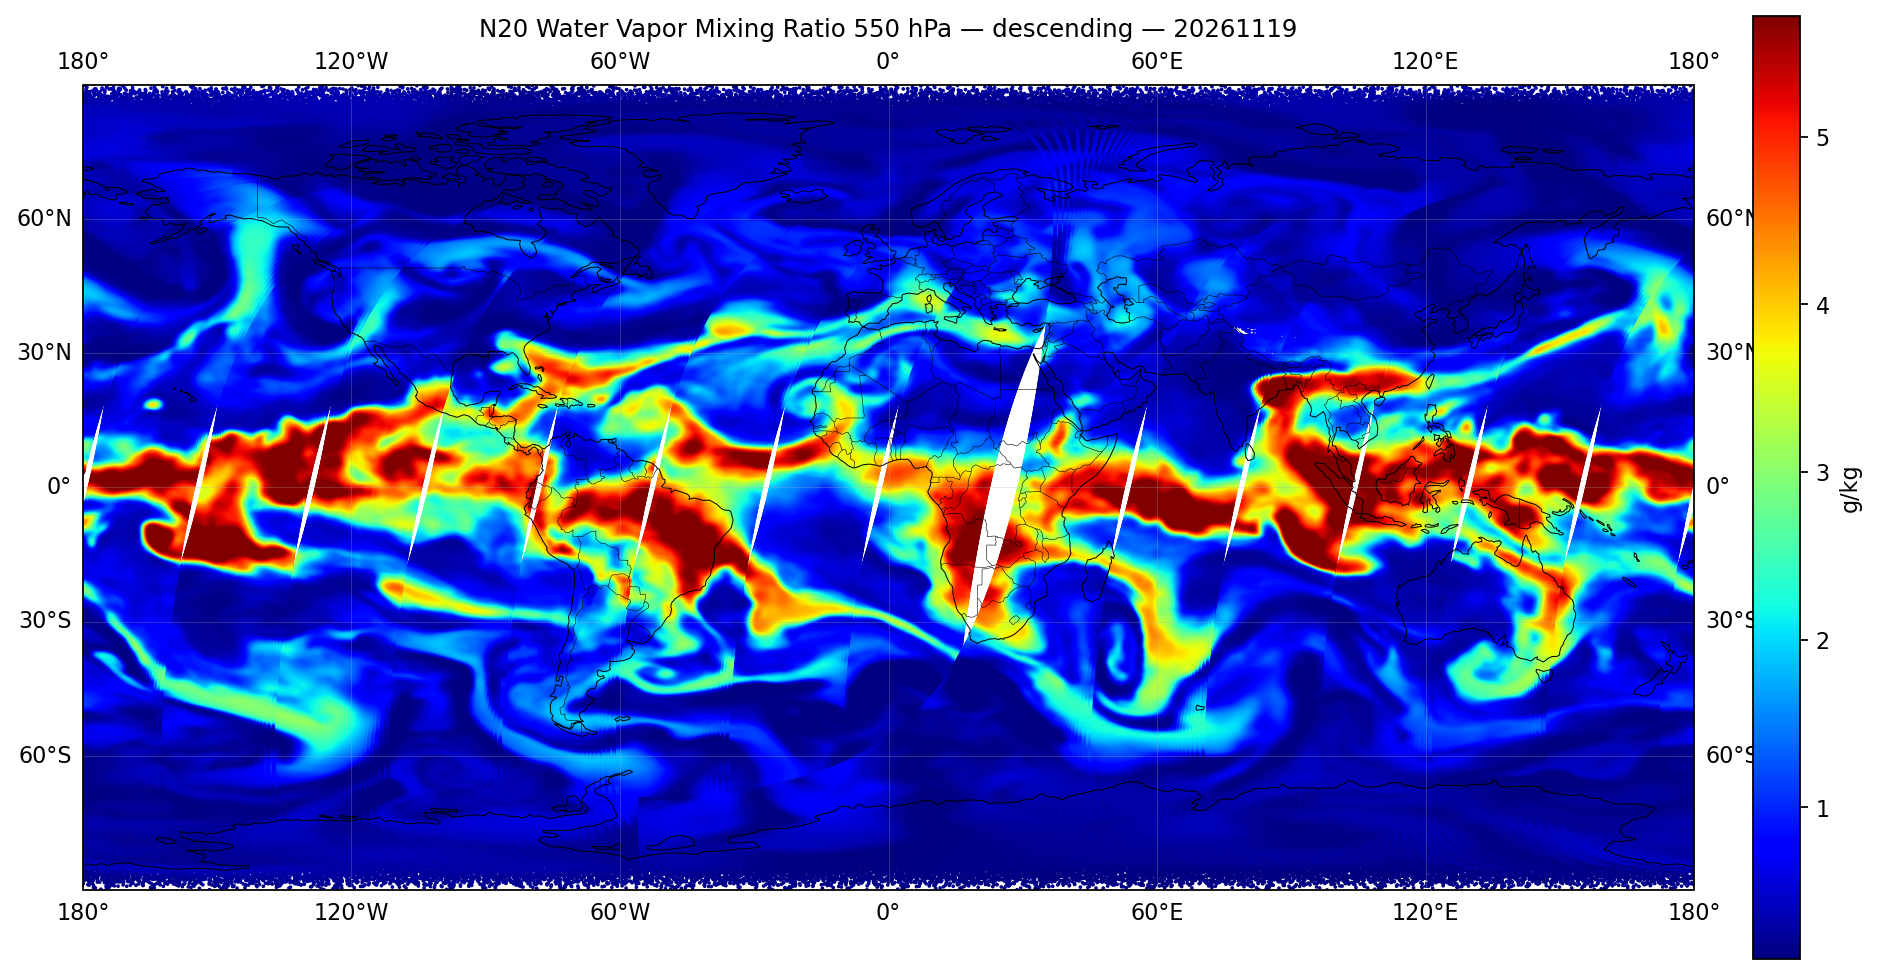 N20 Water Vapor Mixing Ratio 550 hPa — descending — 20261119
180° 120°W 60°W 0° 60°E 120°E 180°
60°N 60°N
30°N 30°N
0° 0°
30°S 30°S
60°S 60°S
180° 120°W 60°W 0° 60°E 120°E 180°
5
4
3
2
1
g/kg